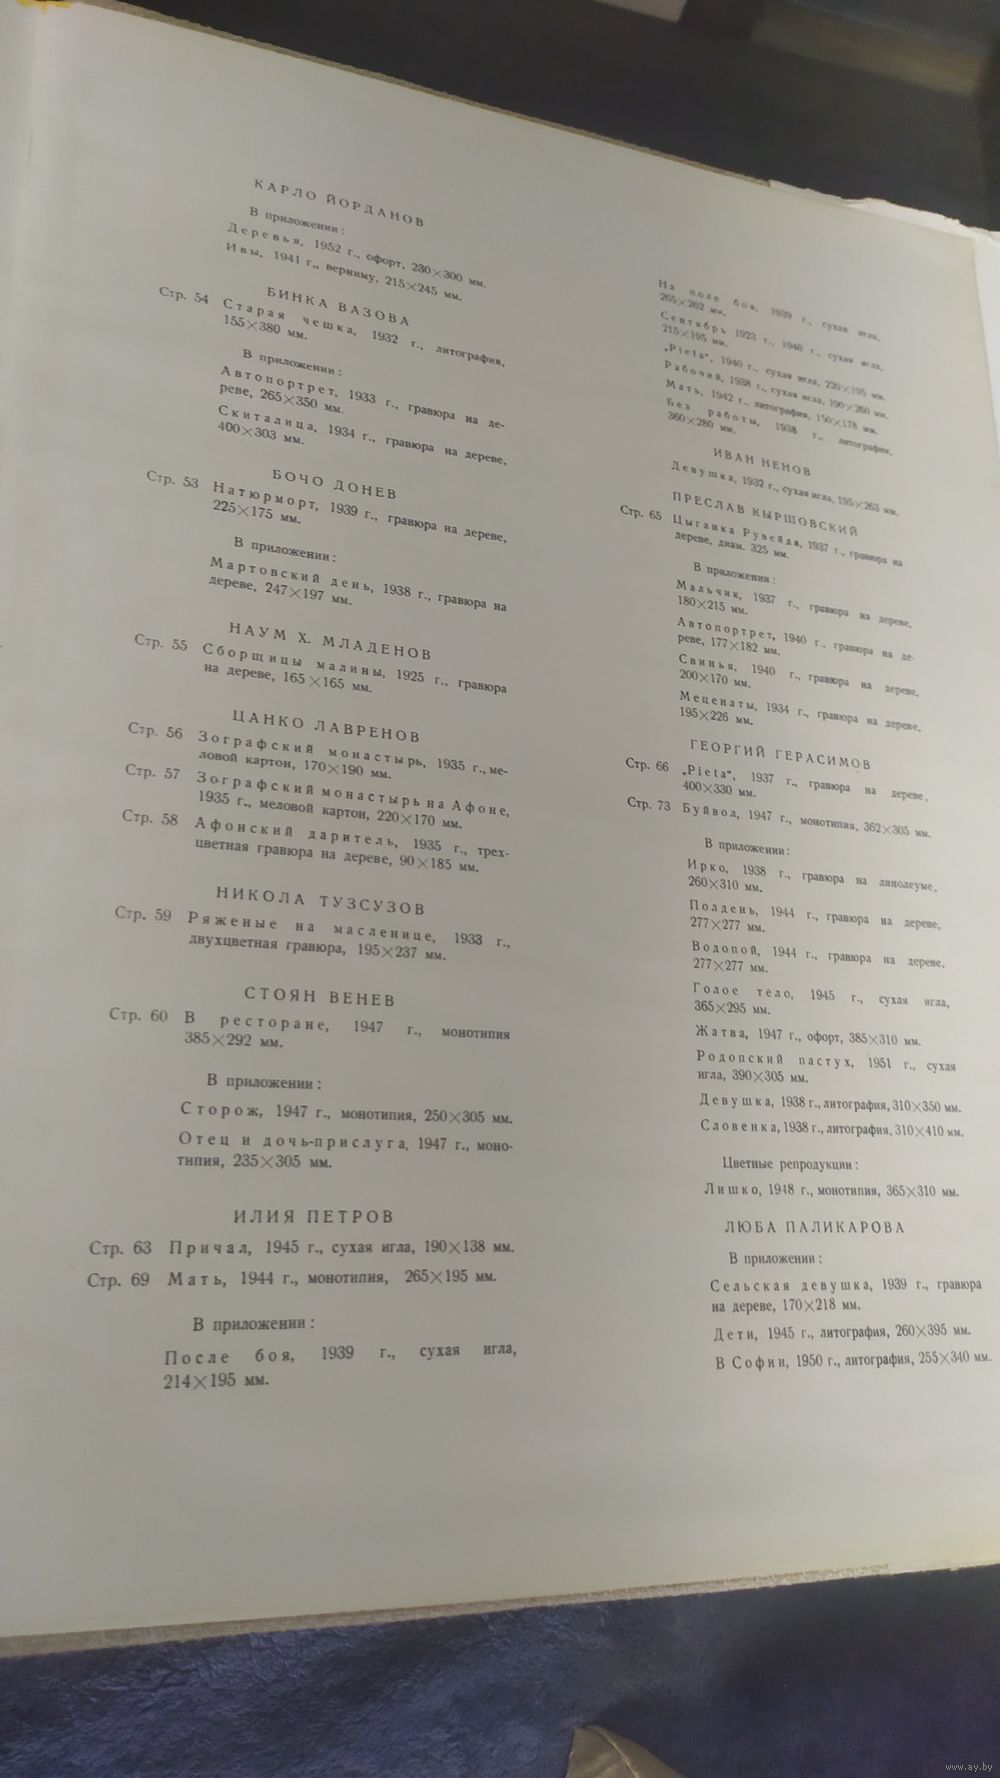 КАРЛО ЙОРДАНОВ
В приложении:
Деревья, 1952 г., офорт, 230×300 мм.
Ивы, 1941 г., верниму, 215×245 мм.
БИНКА ВАЗОВА
Стр. 54 Старая чешка, 1932 г., литография,
155×380 мм.
В приложении:
Автопортрет, 1933 г., гравюра на де-
реве, 265×350 мм.
Скиталица, 1934 г., гравюра на дереве,
400×303 мм.
БОЧО ДОНЕВ
Стр. 53 Натюрморт, 1939 г., гравюра на дереве,
225×175 мм.
В приложении:
Мартовский день, 1938 г., гравюра на
дереве, 247×197 мм.
НАУМ Х. МЛАДЕНОВ
Стр. 55 Сборщицы малины, 1925 г., гравюра
на дереве, 165×165 мм.
ЦАНКО ЛАВРЕНОВ
Стр. 56 Зографский монастырь, 1935 г., ме-
ловой картон, 170×190 мм.
Стр. 57 Зографский монастырь на Афоне,
1935 г., меловой картон, 220×170 мм.
Стр. 58 Афонский даритель, 1935 г., трех-
цветная гравюра на дереве, 90×185 мм.
НИКОЛА ТУЗСУЗОВ
Стр. 59 Ряженые на масленице, 1933 г.,
двухцветная гравюра, 195×237 мм.
СТОЯН ВЕНЕВ
Стр. 60 В ресторане, 1947 г., монотипия
385×292 мм.
В приложении:
Сторож, 1947 г., монотипия, 250×305 мм.
Отец и дочь-прислуга, 1947 г., моно-
типия, 235×305 мм.
ИЛИЯ ПЕТРОВ
Стр. 63 Причал, 1945 г., сухая игла, 190×138 мм.
Стр. 69 Мать, 1944 г., монотипия, 265×195 мм.
В приложении:
После боя, 1939 г., сухая игла,
214×195 мм.
На поле боя, 1939 г., сухая игла,
265×262 мм.
Сентябрь 1923 г., 1940 г., сухая игла,
215×195 мм.
„Pieta“, 1940 г., сухая игла, 220×195 мм.
Рабочий, 1938 г., сухая игла, 190×260 мм.
Мать, 1942 г., литография, 150×178 мм.
Без работы, 1938 г., литография,
360×280 мм.
ИВАН НЕНОВ
Девушка, 1932 г., сухая игла, 195×263 мм.
ПРЕСЛАВ КЫРШОВСКИЙ
Стр. 65 Цыганка Рувейда, 1937 г., гравюра на
дереве, диам. 325 мм.
В приложении:
Мальчик, 1937 г., гравюра на дереве,
180×215 мм.
Автопортрет, 1940 г., гравюра на де-
реве, 177×182 мм.
Свинья, 1940 г., гравюра на дереве,
200×170 мм.
Меценаты, 1934 г., гравюра на дереве,
195×226 мм.
ГЕОРГИЙ ГЕРАСИМОВ
Стр. 66 „Pieta“, 1937 г., гравюра на дереве,
400×330 мм.
Стр. 73 Буйвол, 1947 г., монотипия, 362×305 мм.
В приложении:
Ирко, 1938 г., гравюра на линолеуме,
260×310 мм.
Полдень, 1944 г., гравюра на дереве,
277×277 мм.
Водопой, 1944 г., гравюра на дереве,
277×277 мм.
Голое тело, 1945 г., сухая игла,
365×295 мм.
Жатва, 1947 г., офорт, 385×310 мм.
Родопский пастух, 1951 г., сухая
игла, 390×305 мм.
Девушка, 1938 г., литография, 310×350 мм.
Словенка, 1938 г., литография, 310×410 мм.
Цветные репродукции:
Лишко, 1948 г., монотипия, 365×310 мм.
ЛЮБА ПАЛИКАРОВА
В приложении:
Сельская девушка, 1939 г., гравюра
на дереве, 170×218 мм.
Дети, 1945 г., литография, 260×395 мм.
В Софии, 1950 г., литография, 255×340 мм.
www.ay.by